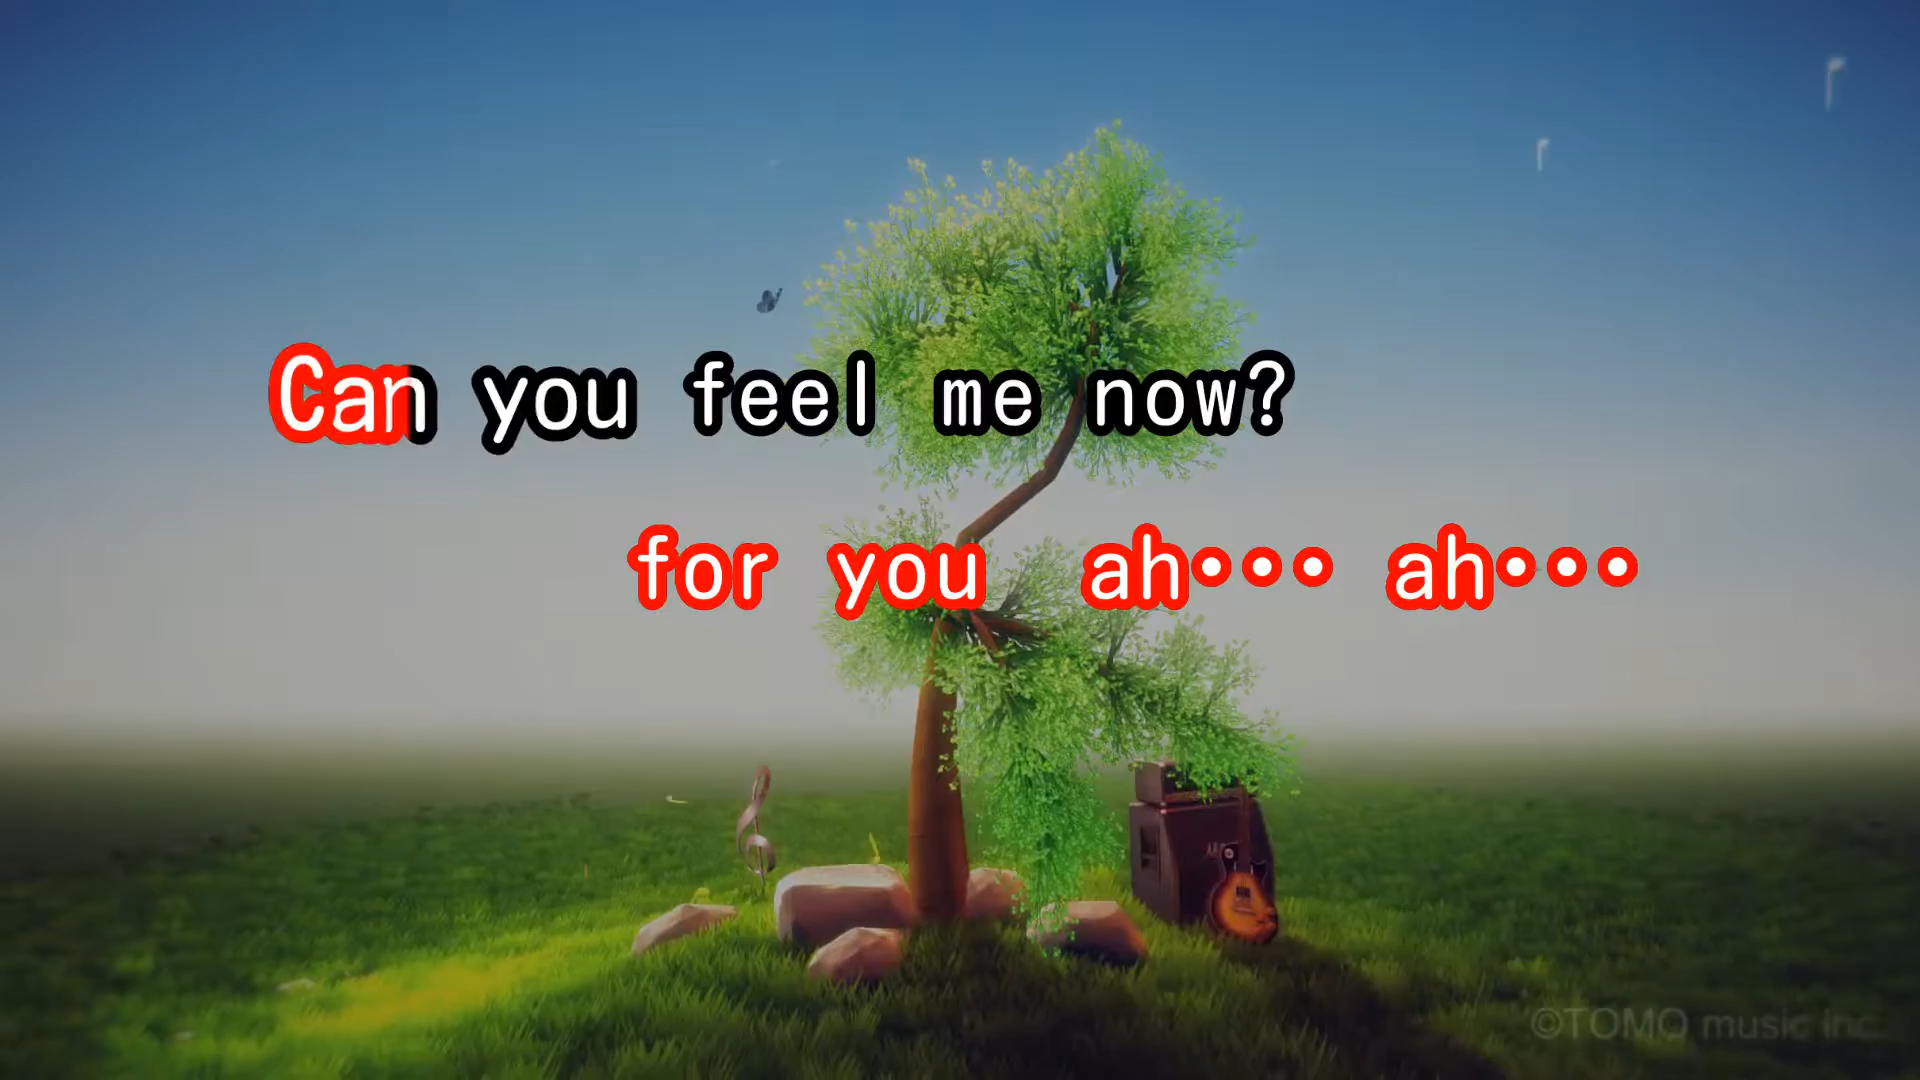 Can you feel me now?
for you  ah••• ah•••
©TOMO music inc.